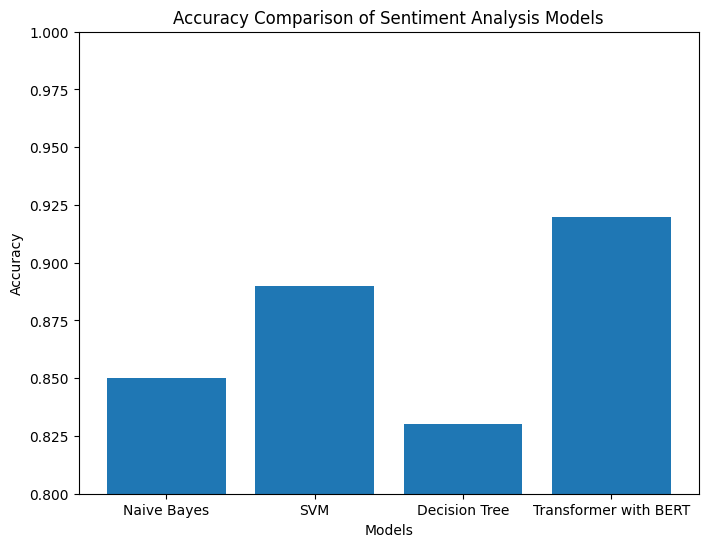 Accuracy Comparison of Sentiment Analysis Models
1.000
0.975
0.950
0.925
0.900
0.875
0.850
0.825
0.800
Accuracy
Naive Bayes
SVM
Decision Tree
Transformer with BERT
Models